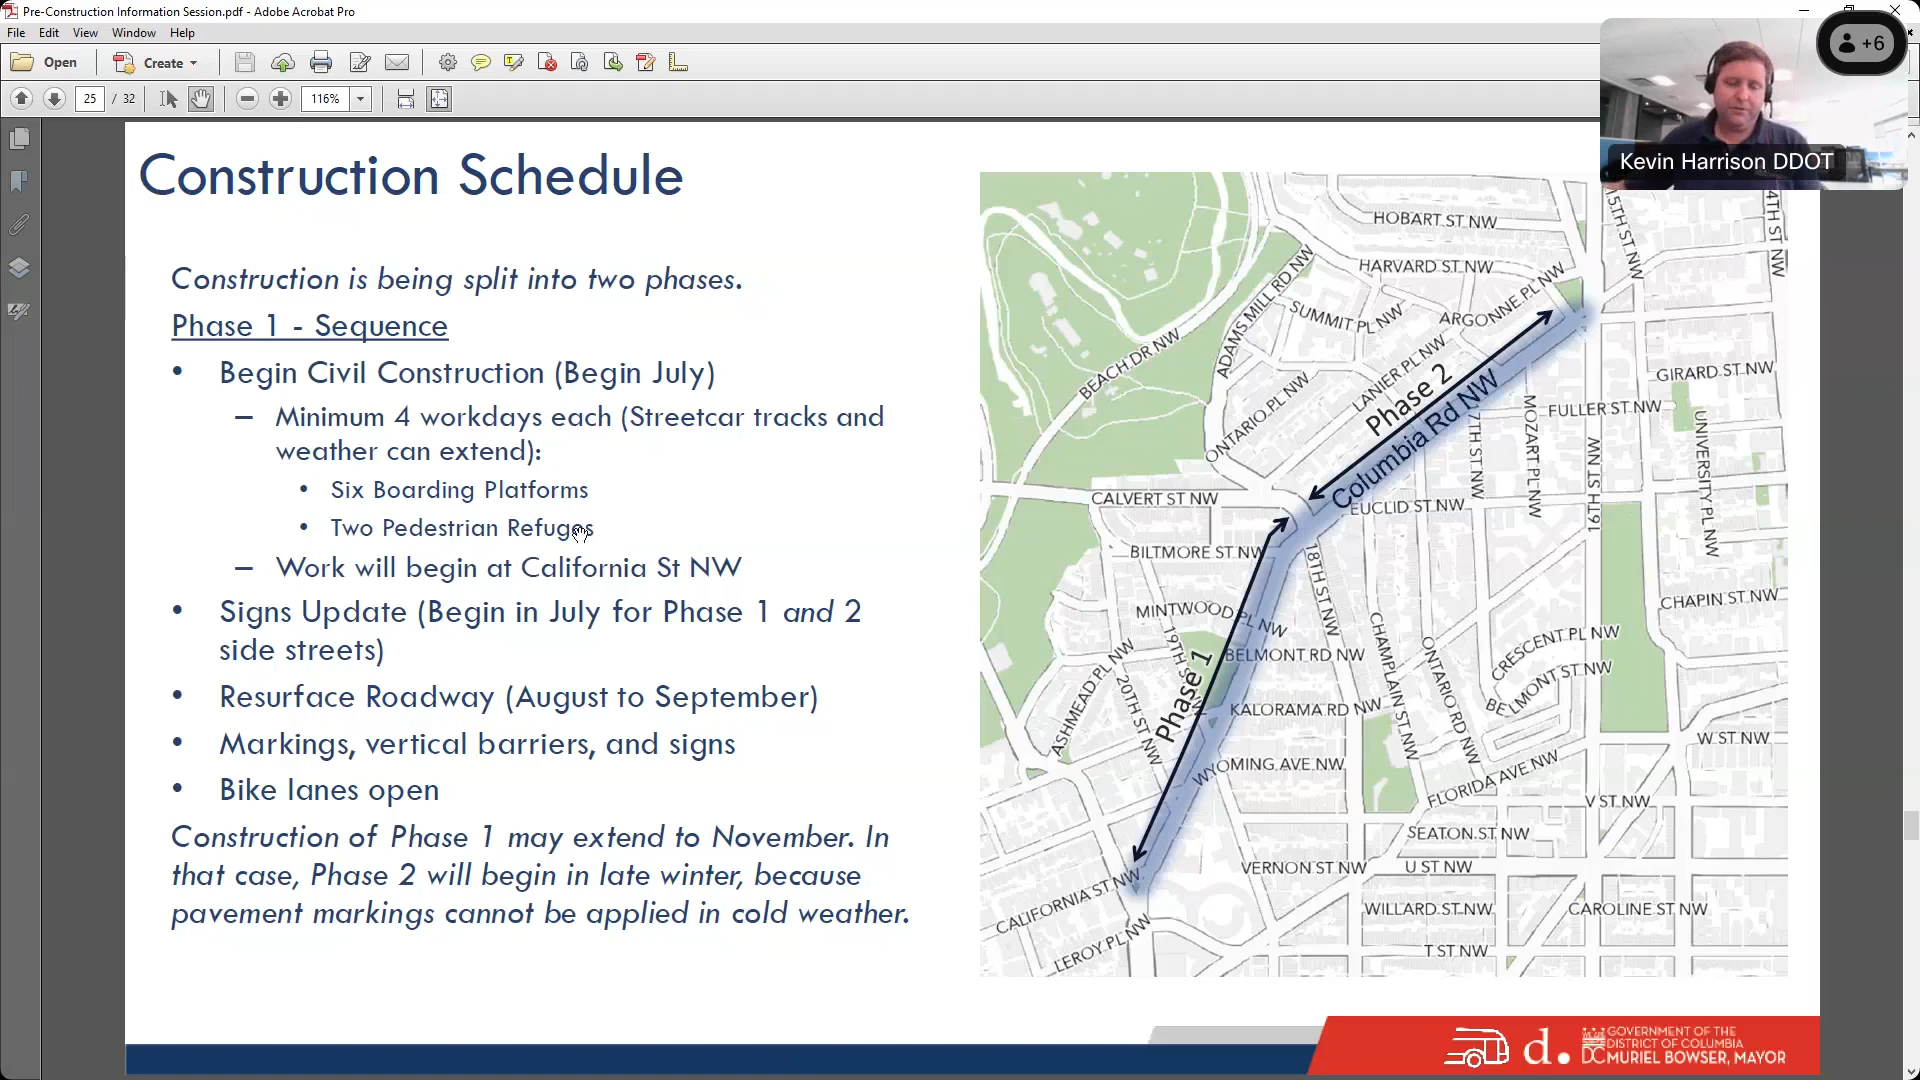 Pre-Construction Information Session.pdf - Adobe Acrobat Pro
File Edit View Window Help
Open Create
25 / 32 116%
+6
Kevin Harrison DDOT
Construction Schedule
Construction is being split into two phases.
Phase 1 - Sequence
• Begin Civil Construction (Begin July)
– Minimum 4 workdays each (Streetcar tracks and
weather can extend):
• Six Boarding Platforms
• Two Pedestrian Refuges
– Work will begin at California St NW
• Signs Update (Begin in July for Phase 1 and 2
side streets)
• Resurface Roadway (August to September)
• Markings, vertical barriers, and signs
• Bike lanes open
Construction of Phase 1 may extend to November. In
that case, Phase 2 will begin in late winter, because
pavement markings cannot be applied in cold weather.
HOBART ST NW
15TH ST NW
14TH ST NW
HARVARD ST NW
ADAMS MILL RD NW
ARGONNE PL NW
SUMMIT PL NW
BEACH DR NW
LANIER PL NW
GIRARD ST NW
Phase 2
Columbia Rd NW
ONTARIO PL NW
FULLER ST NW
17TH ST NW
MOZART PL NW
16TH ST NW
UNIVERSITY PL NW
CALVERT ST NW
EUCLID ST NW
BILTMORE ST NW
18TH ST NW
MINTWOOD PL NW
CHAPIN ST NW
CRESCENT PL NW
BELMONT RD NW
19TH ST NW
CHAMPLAIN ST NW
ONTARIO RD NW
BELMONT ST NW
ASHMEAD PL NW
20TH ST NW
Phase 1
KALORAMA RD NW
W ST NW
WYOMING AVE NW
FLORIDA AVE NW
V ST NW
SEATON ST NW
VERNON ST NW
U ST NW
CALIFORNIA ST NW
WILLARD ST NW
CAROLINE ST NW
LEROY PL NW
T ST NW
d.
WE ARE
DC
GOVERNMENT OF THE
DISTRICT OF COLUMBIA
MURIEL BOWSER, MAYOR